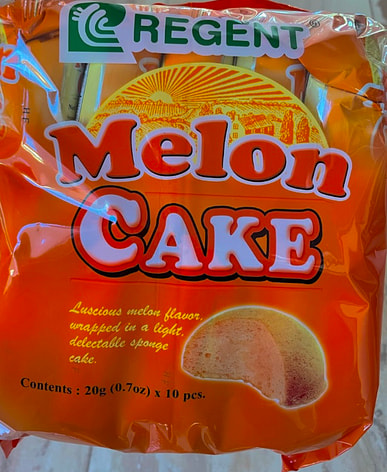 REGENT
Melon
CAKE
Luscious melon flavor,
wrapped in a light,
delectable sponge
cake.
Contents : 20g (0.7oz) x 10 pcs.